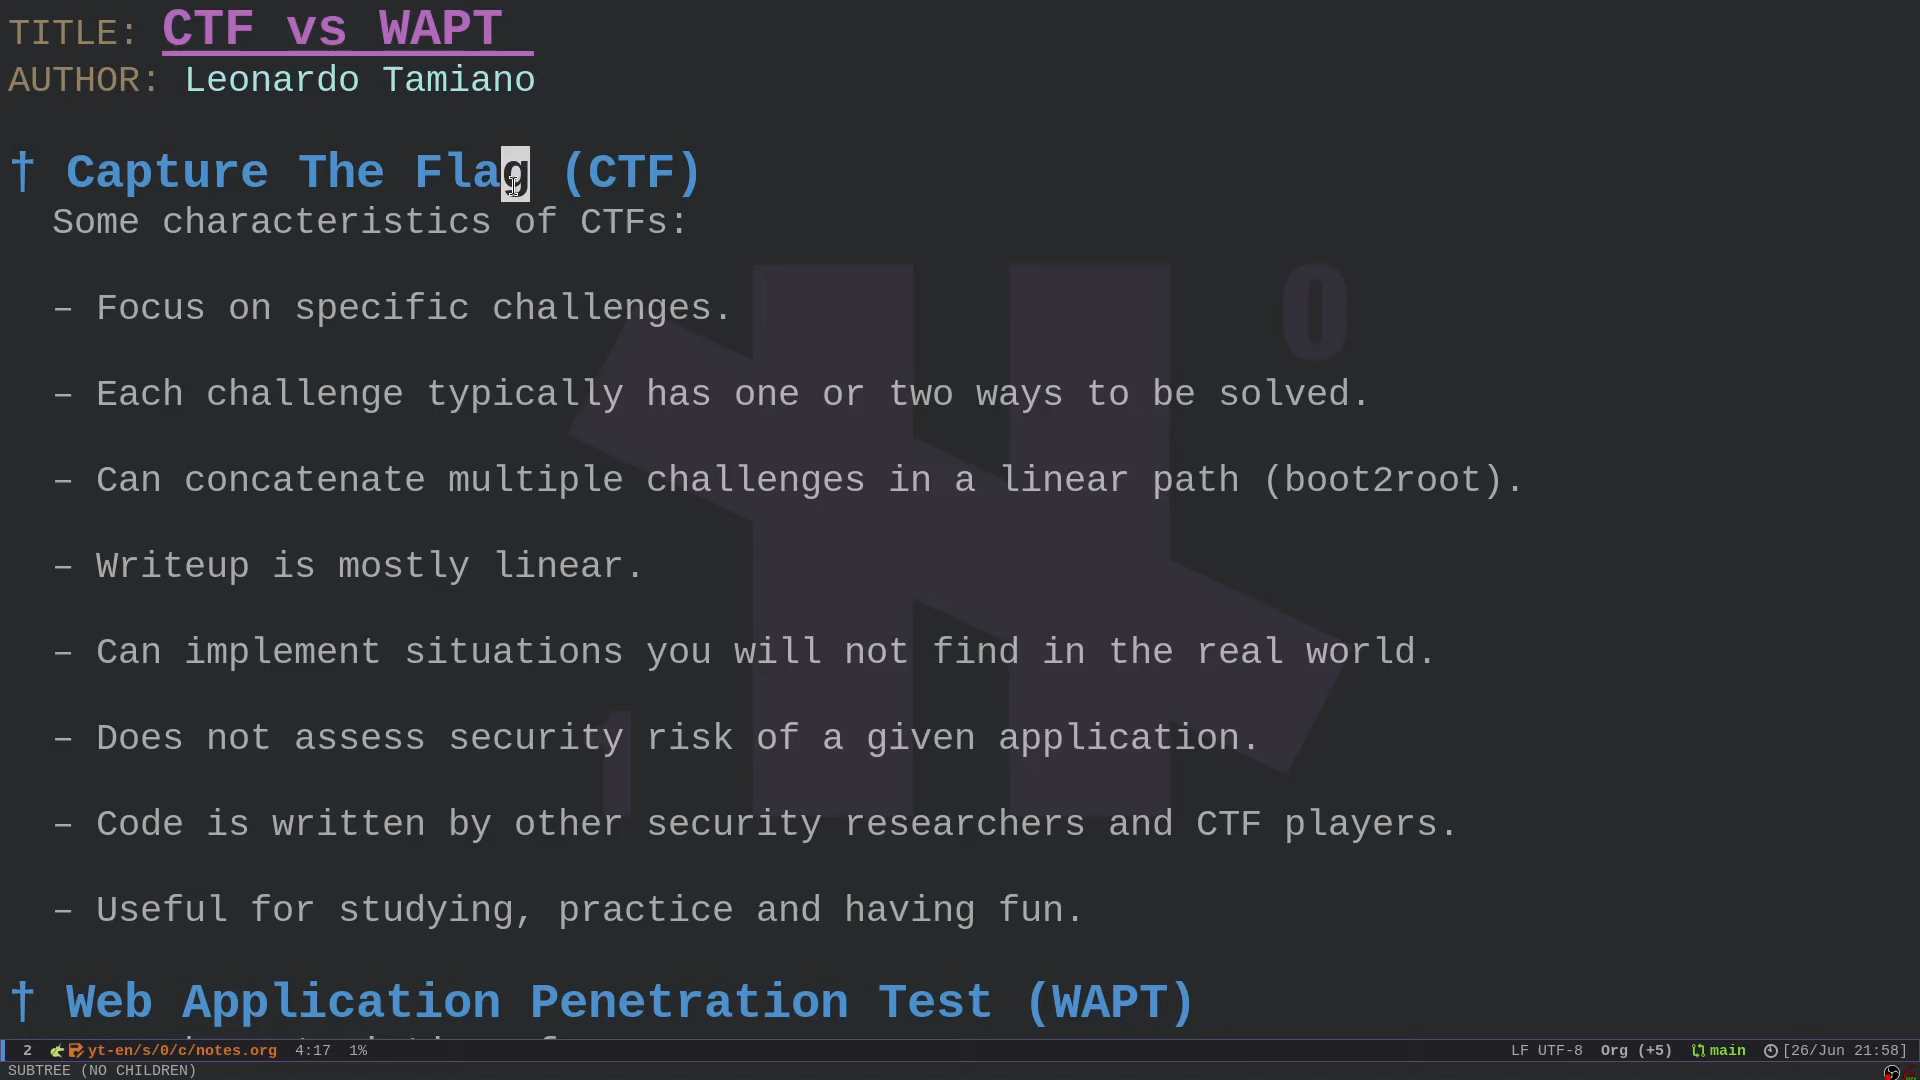 TITLE: CTF vs WAPT
AUTHOR: Leonardo Tamiano
† Capture The Flag (CTF)
Some characteristics of CTFs:
– Focus on specific challenges.
– Each challenge typically has one or two ways to be solved.
– Can concatenate multiple challenges in a linear path (boot2root).
– Writeup is mostly linear.
– Can implement situations you will not find in the real world.
– Does not assess security risk of a given application.
– Code is written by other security researchers and CTF players.
– Useful for studying, practice and having fun.
† Web Application Penetration Test (WAPT)
2 yt-en/s/0/c/notes.org 4:17 1% LF UTF-8 Org (+5) main [26/Jun 21:58]
SUBTREE (NO CHILDREN)